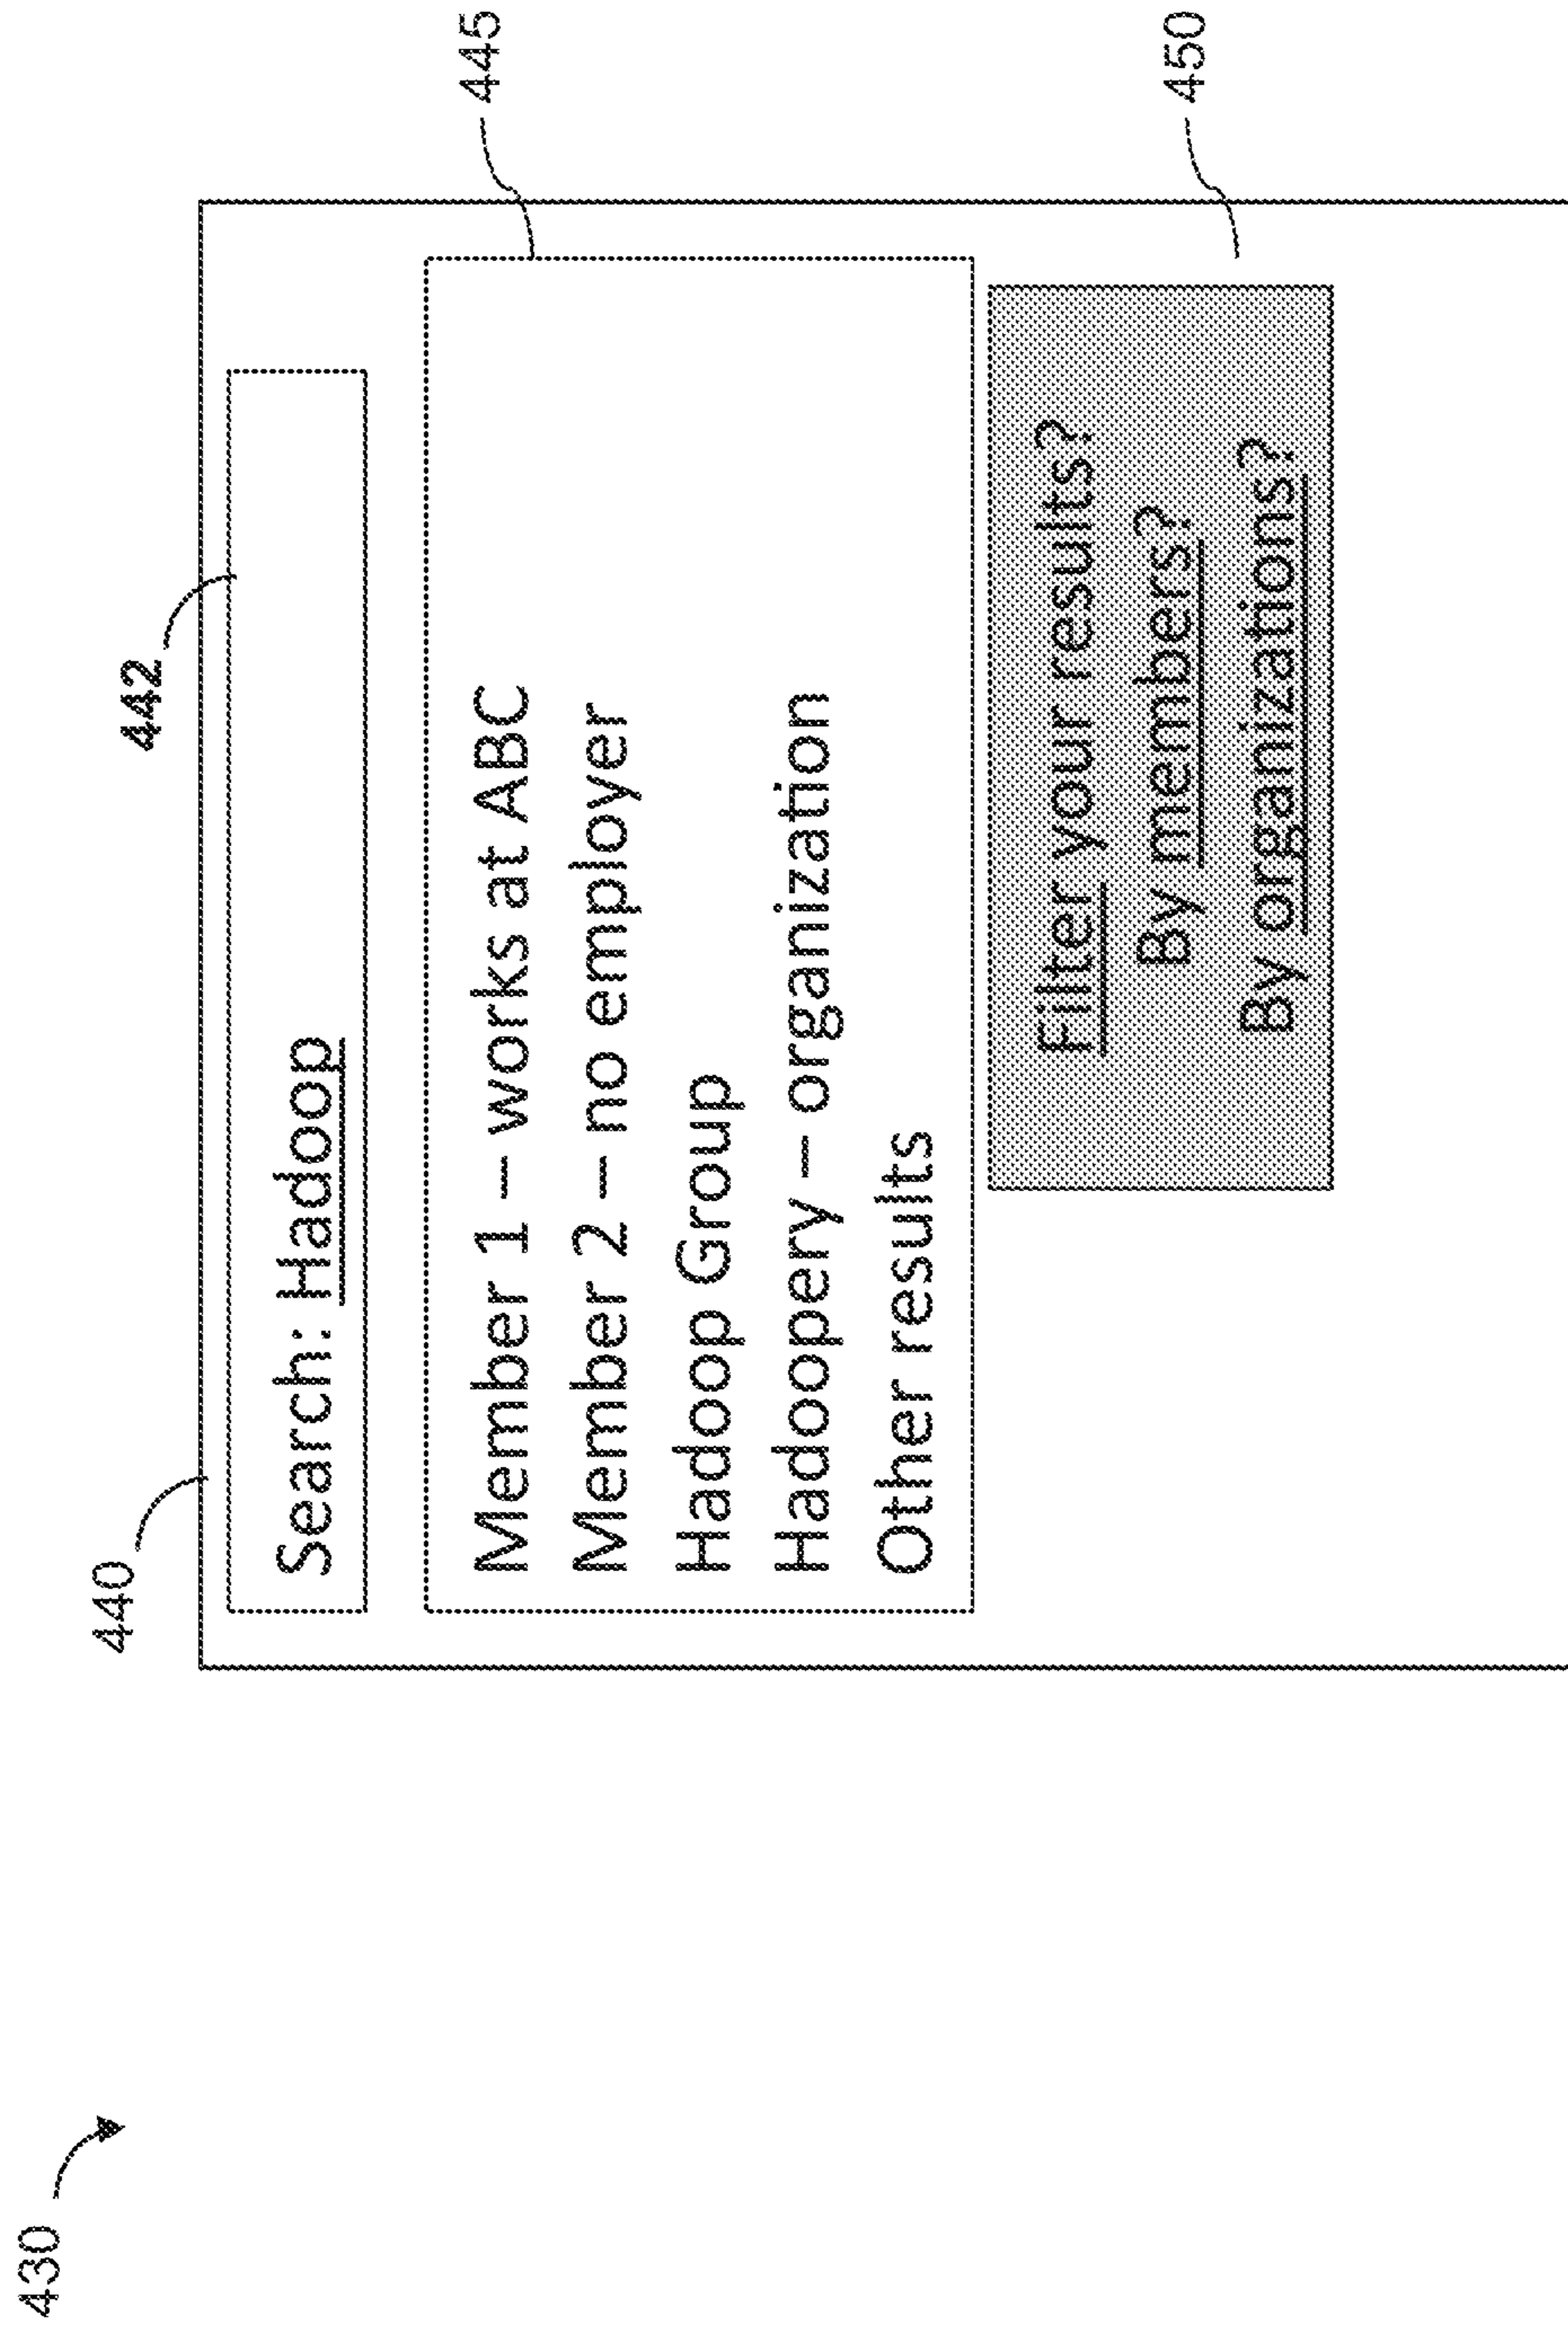 430
440
442
Search: Hadoop
445
Member 1 – works at ABC
Member 2 – no employer
Hadoop Group
Hadoopery – organization
Other results
450
Filter your results?
By members?
By organizations?